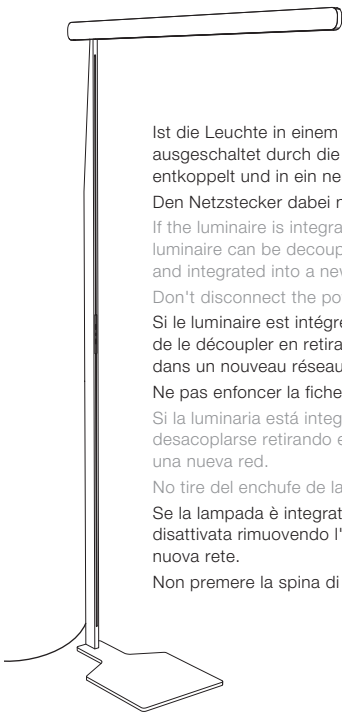 Ist die Leuchte in einem
ausgeschaltet durch die
entkoppelt und in ein ne
Den Netzstecker dabei n
If the luminaire is integra
luminaire can be decoup
and integrated into a new
Don't disconnect the po
Si le luminaire est intégré
de le découpler en retira
dans un nouveau réseau
Ne pas enfoncer la fiche
Si la luminaria está integ
desacoplarse retirando e
una nueva red.
No tire del enchufe de la
Se la lampada è integrat
disattivata rimuovendo l'
nuova rete.
Non premere la spina di